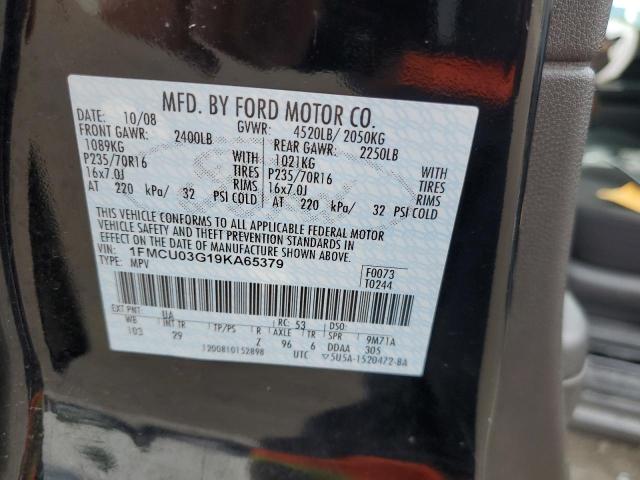 MFD. BY FORD MOTOR CO.
DATE: 10/08 GVWR: 4520LB/ 2050KG
FRONT GAWR: 2400LB REAR GAWR: 2250LB
1089KG WITH 1021KG WITH
P235/70R16 TIRES P235/70R16 TIRES
16x7.0J RIMS 16x7.0J RIMS
AT 220 kPa/ 32 PSI COLD AT 220 kPa/ 32 PSI COLD
THIS VEHICLE CONFORMS TO ALL APPLICABLE FEDERAL MOTOR
VEHICLE SAFETY AND THEFT PREVENTION STANDARDS IN
EFFECT ON THE DATE OF MANUFACTURE SHOWN ABOVE.
VIN: 1FMCU03G19KA65379
TYPE: MPV
F0073
T0244
EXT PNT: UA RC: 53 DSO:
WB INT TR TP/PS R AXLE TR SPR 9M71A
103 29 Z 96 6 DDAA 305
1200810152898 UTC ▽5U5A-1520472-BA